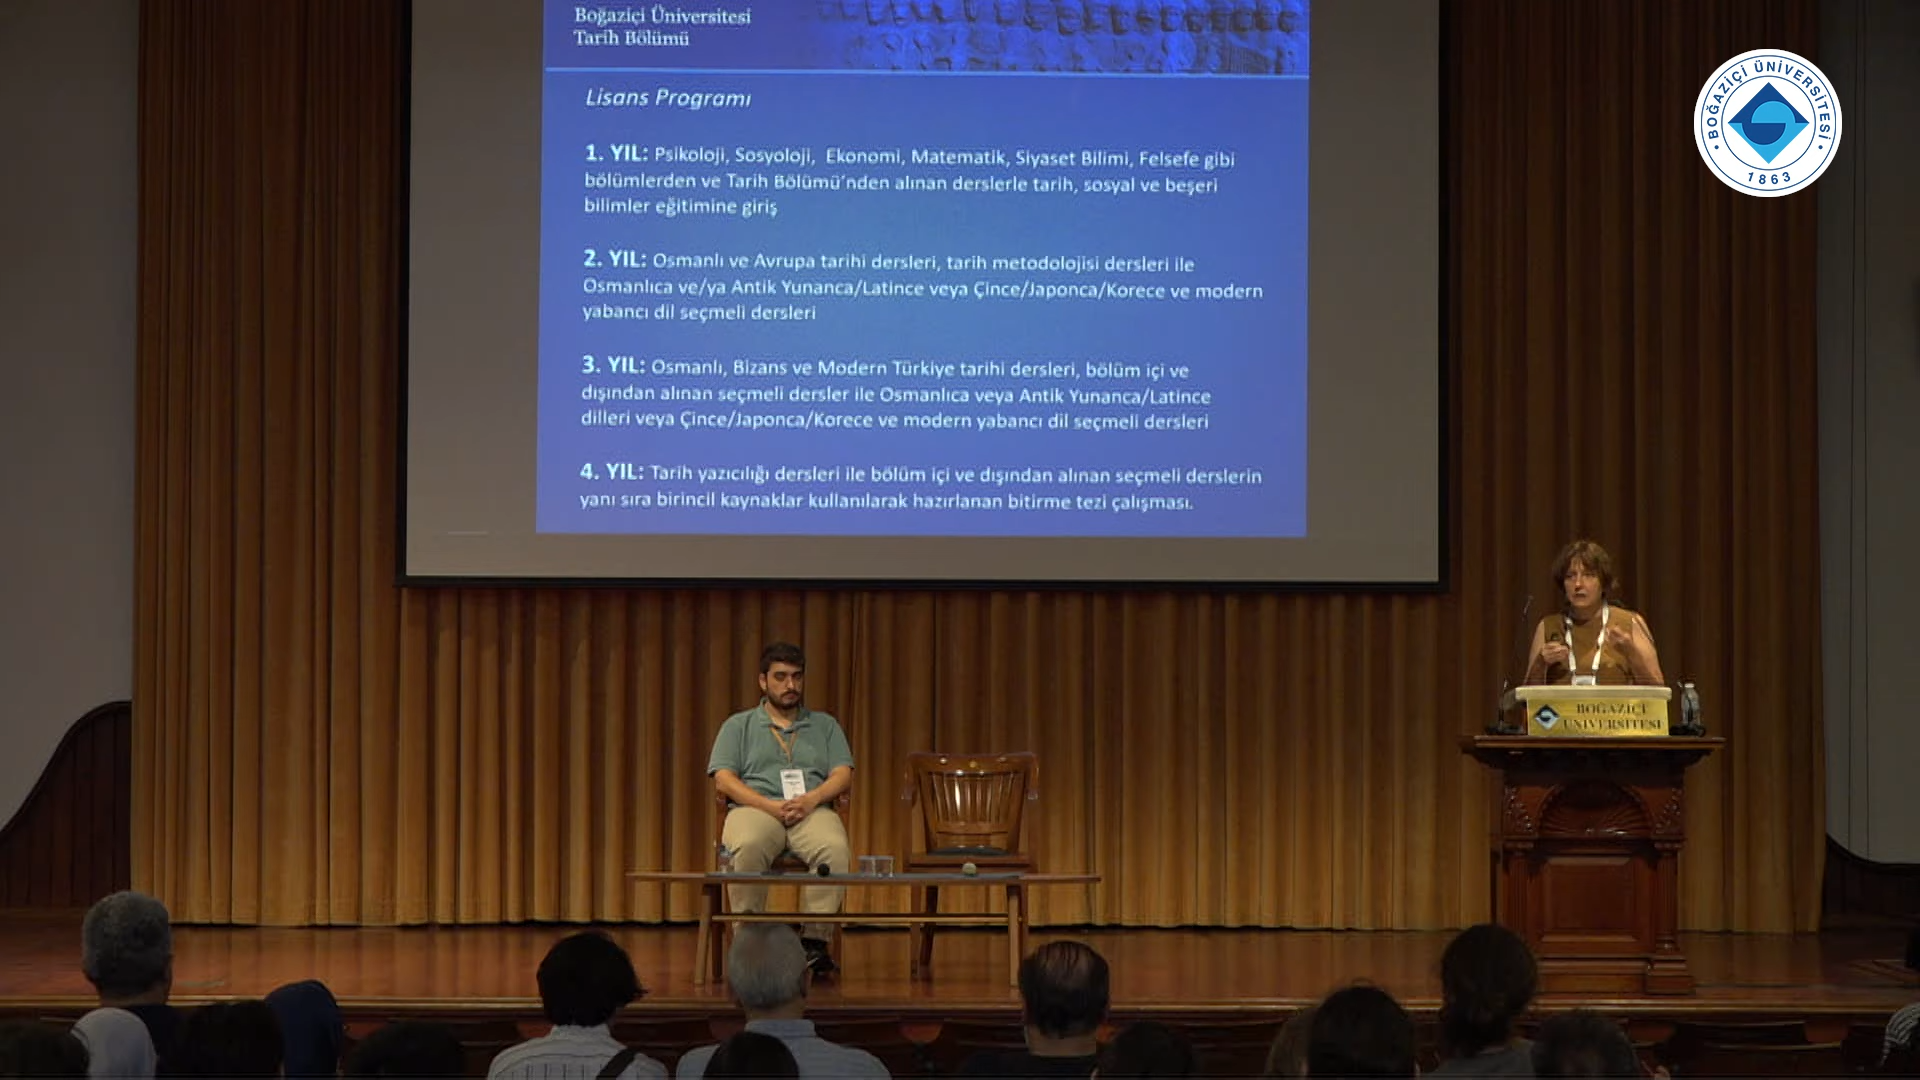 Boğaziçi Üniversitesi
Tarih Bölümü
Lisans Programı
1. YIL: Psikoloji, Sosyoloji, Ekonomi, Matematik, Siyaset Bilimi, Felsefe gibi
bölümlerden ve Tarih Bölümü'nden alınan derslerle tarih, sosyal ve beşeri
bilimler eğitimine giriş
2. YIL: Osmanlı ve Avrupa tarihi dersleri, tarih metodolojisi dersleri ile
Osmanlıca ve/ya Antik Yunanca/Latince veya Çince/Japonca/Korece ve modern
yabancı dil seçmeli dersleri
3. YIL: Osmanlı, Bizans ve Modern Türkiye tarihi dersleri, bölüm içi ve
dışından alınan seçmeli dersler ile Osmanlıca veya Antik Yunanca/Latince
dilleri veya Çince/Japonca/Korece ve modern yabancı dil seçmeli dersleri
4. YIL: Tarih yazıcılığı dersleri ile bölüm içi ve dışından alınan seçmeli derslerin
yanı sıra birincil kaynaklar kullanılarak hazırlanan bitirme tezi çalışması.
BOĞAZİÇİ ÜNİVERSİTESİ
1863
BOĞAZİÇİ
ÜNİVERSİTESİ